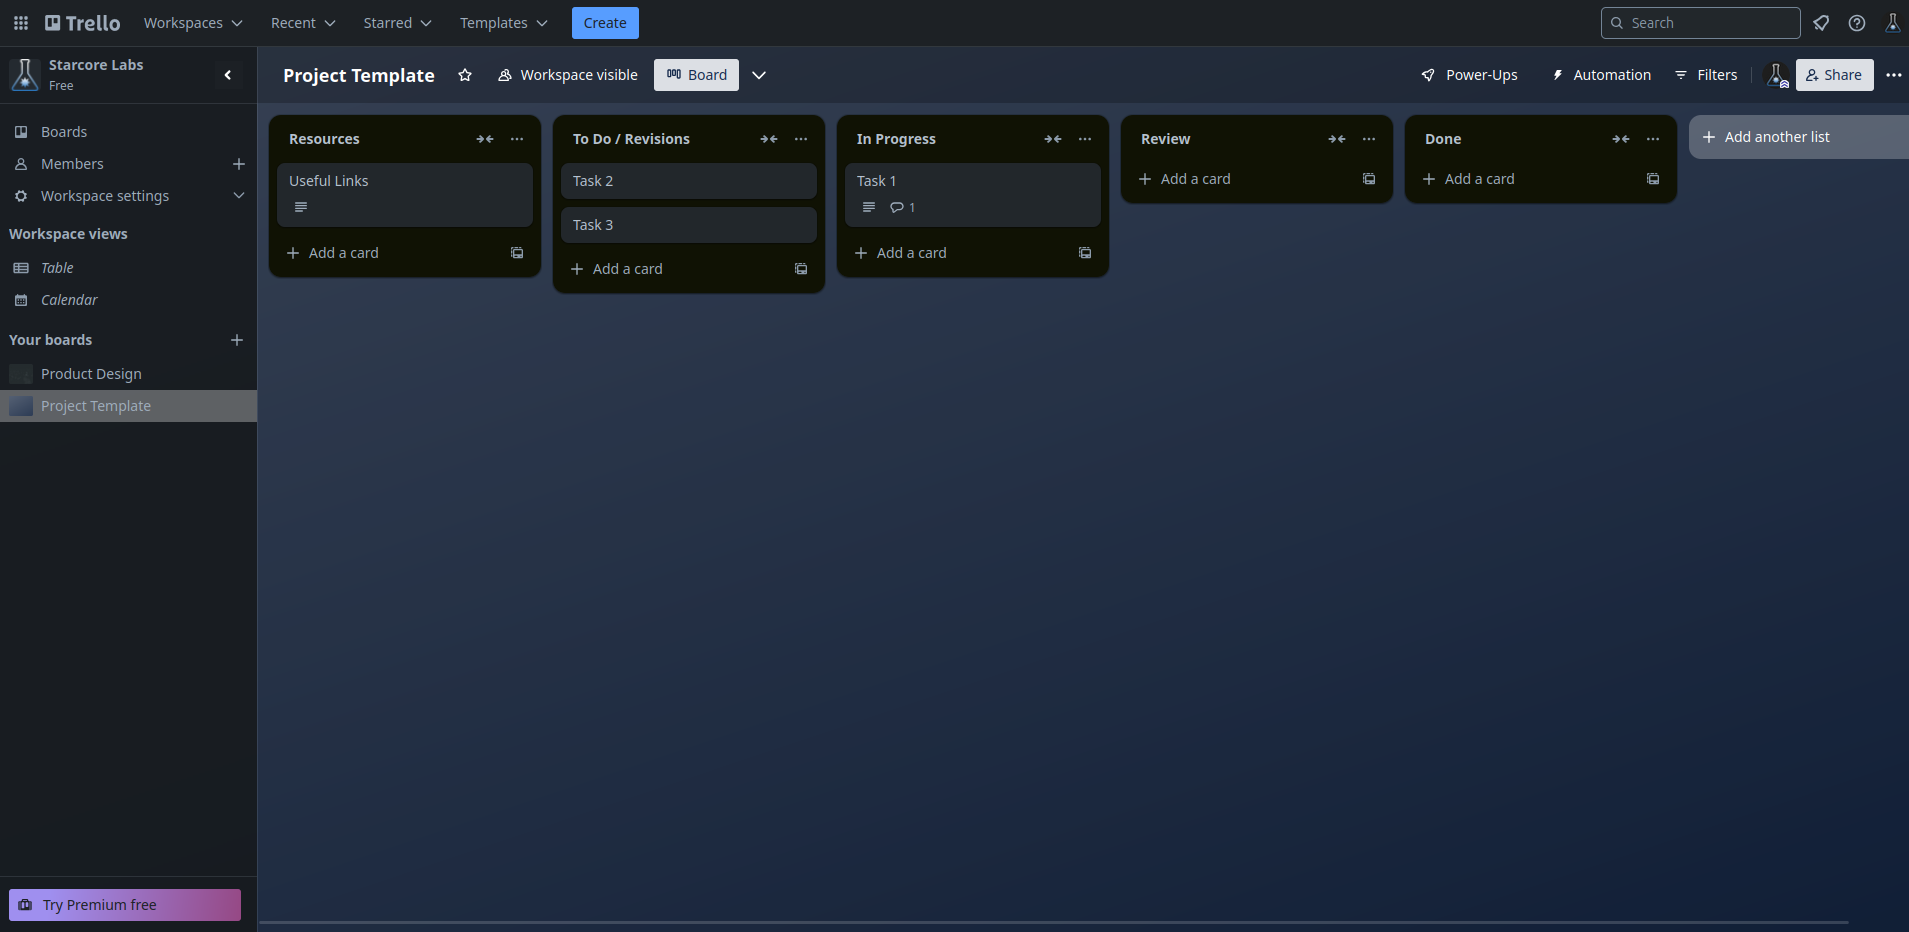 Trello Workspaces Recent Starred Templates Create Search
Starcore Labs
Free
Boards
Members
Workspace settings
Workspace views
Table
Calendar
Your boards
Product Design
Project Template
Try Premium free
Project Template Workspace visible Board Power-Ups Automation Filters Share
Resources
Useful Links
Add a card
To Do / Revisions
Task 2
Task 3
Add a card
In Progress
Task 1
1
Add a card
Review
Add a card
Done
Add a card
Add another list